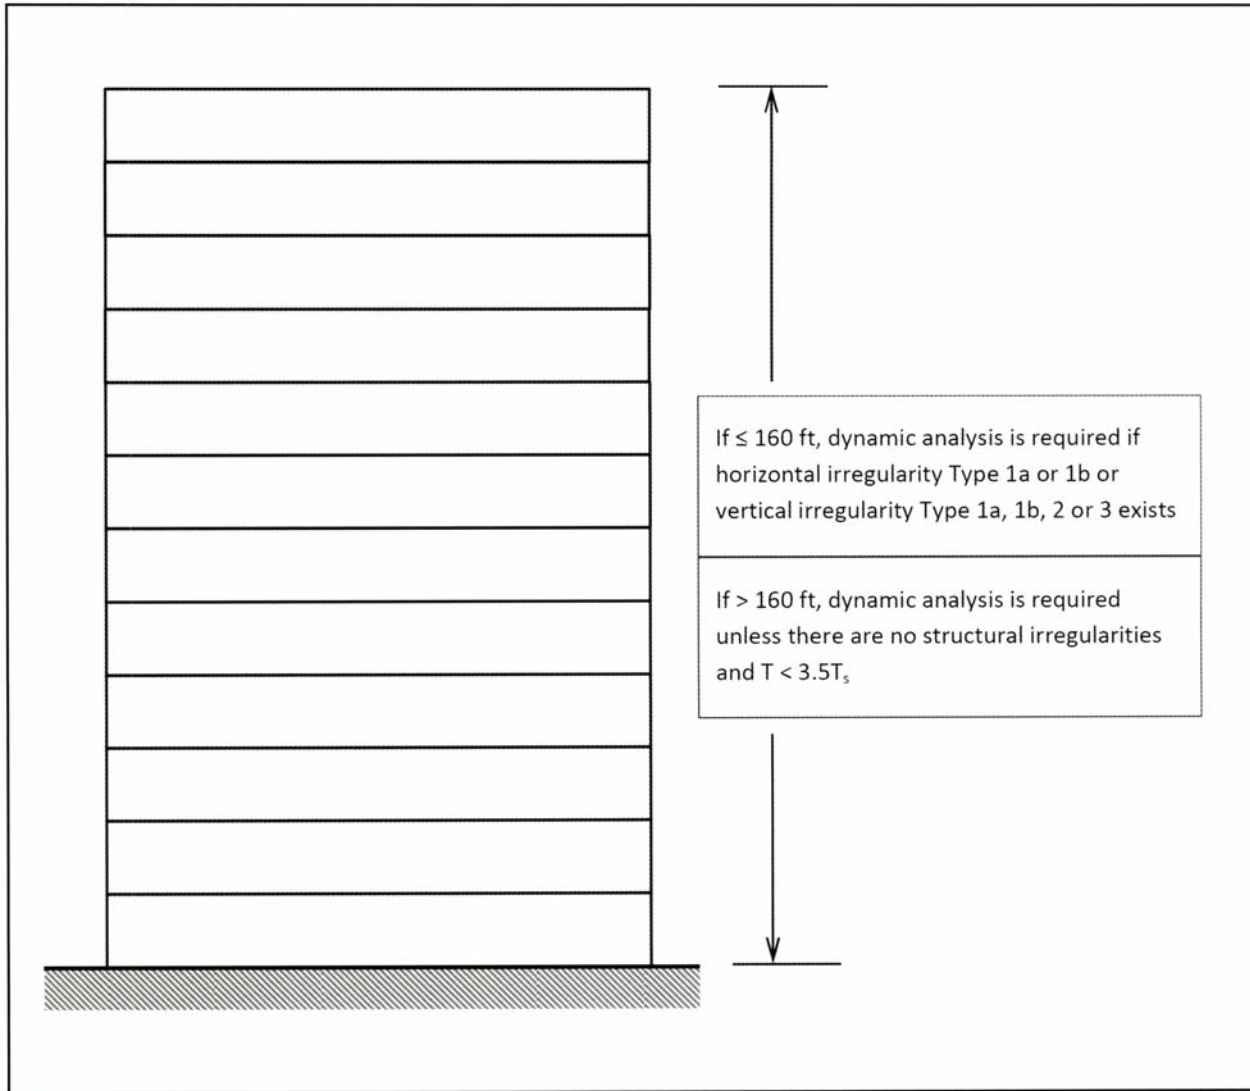 If ≤ 160 ft, dynamic analysis is required if
horizontal irregularity Type 1a or 1b or
vertical irregularity Type 1a, 1b, 2 or 3 exists
If > 160 ft, dynamic analysis is required
unless there are no structural irregularities
and T < 3.5Tₛ